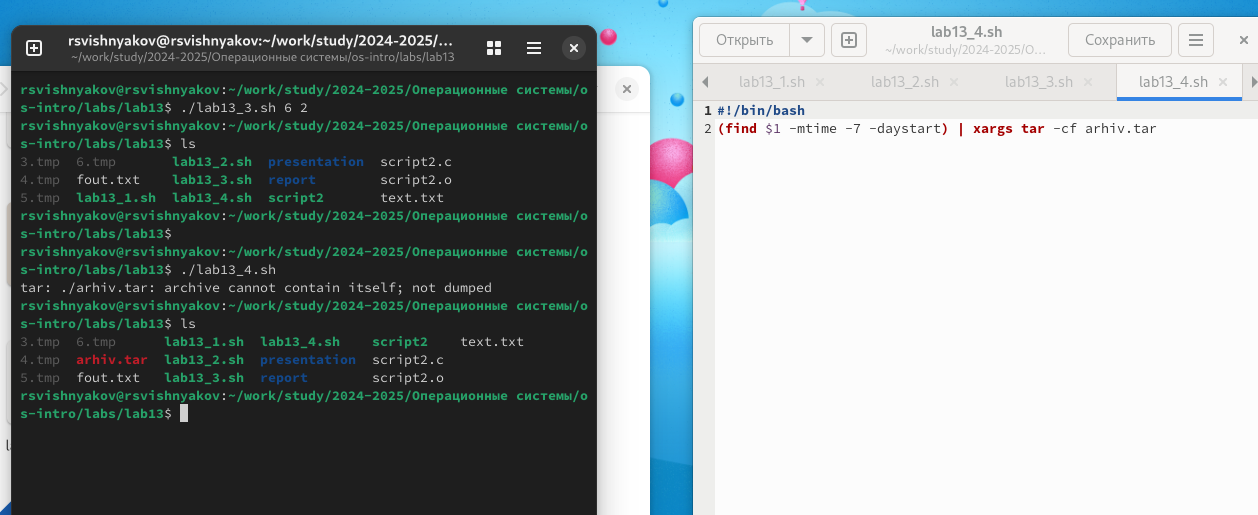 rsvishnyakov@rsvishnyakov:~/work/study/2024-2025/...
~/work/study/2024-2025/Операционные системы/os-intro/labs/lab13
rsvishnyakov@rsvishnyakov:~/work/study/2024-2025/Операционные системы/o
s-intro/labs/lab13$ ./lab13_3.sh 6 2
rsvishnyakov@rsvishnyakov:~/work/study/2024-2025/Операционные системы/o
s-intro/labs/lab13$ ls
3.tmp 6.tmp lab13_2.sh presentation script2.c
4.tmp fout.txt lab13_3.sh report script2.o
5.tmp lab13_1.sh lab13_4.sh script2 text.txt
rsvishnyakov@rsvishnyakov:~/work/study/2024-2025/Операционные системы/o
s-intro/labs/lab13$
rsvishnyakov@rsvishnyakov:~/work/study/2024-2025/Операционные системы/o
s-intro/labs/lab13$ ./lab13_4.sh
tar: ./arhiv.tar: archive cannot contain itself; not dumped
rsvishnyakov@rsvishnyakov:~/work/study/2024-2025/Операционные системы/o
s-intro/labs/lab13$ ls
3.tmp 6.tmp lab13_1.sh lab13_4.sh script2 text.txt
4.tmp arhiv.tar lab13_2.sh presentation script2.c
5.tmp fout.txt lab13_3.sh report script2.o
rsvishnyakov@rsvishnyakov:~/work/study/2024-2025/Операционные системы/o
s-intro/labs/lab13$
Открыть
lab13_4.sh
~/work/study/2024-2025/О...
Сохранить
lab13_1.sh lab13_2.sh lab13_3.sh lab13_4.sh
1 #!/bin/bash
2 (find $1 -mtime -7 -daystart) | xargs tar -cf arhiv.tar